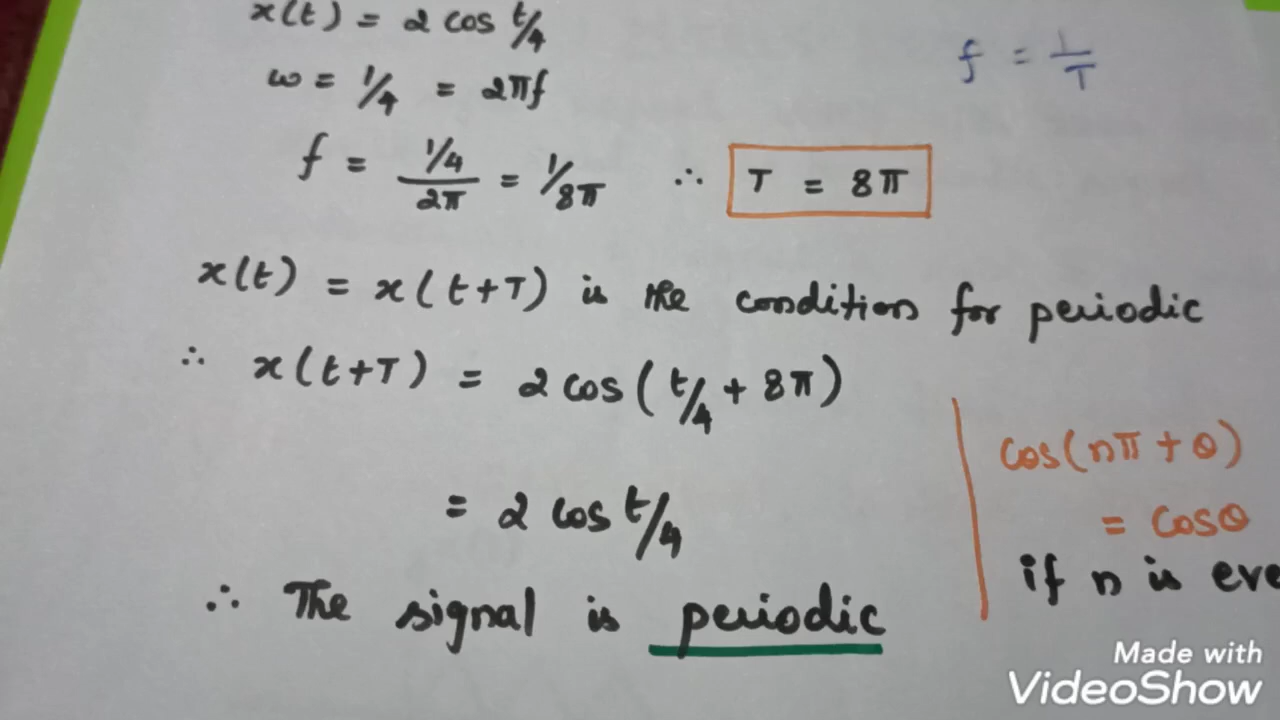 x(t) = 2 cos t/4
f = 1/T
ω = 1/4 = 2πf
f = (1/4)/2π = 1/8π ∴ T = 8π
x(t) = x(t+T) is the condition for periodic
∴ x(t+T) = 2 cos(t/4 + 8π)
cos(nπ + θ)
= 2 cos t/4
= cosθ
if n is eve
∴ The signal is periodic
Made with
VideoShow